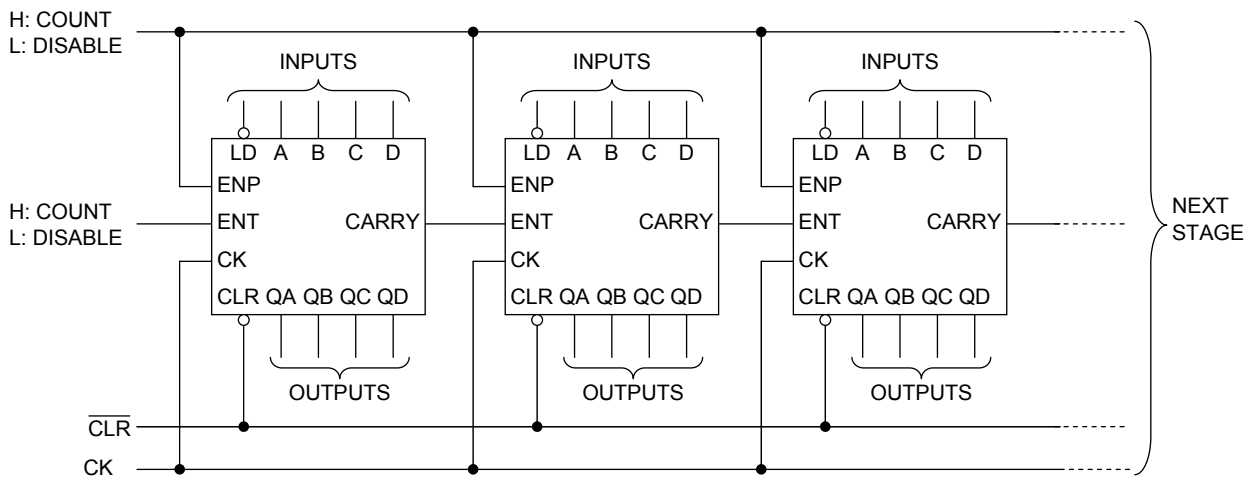 H: COUNT
L: DISABLE
INPUTS
INPUTS
INPUTS
LD A B C D
LD A B C D
LD A B C D
ENP
ENP
ENP
H: COUNT
L: DISABLE
ENT CARRY
ENT CARRY
ENT CARRY
NEXT
STAGE
CK
CK
CK
CLR QA QB QC QD
CLR QA QB QC QD
CLR QA QB QC QD
OUTPUTS
OUTPUTS
OUTPUTS
C̅L̅R̅
CK